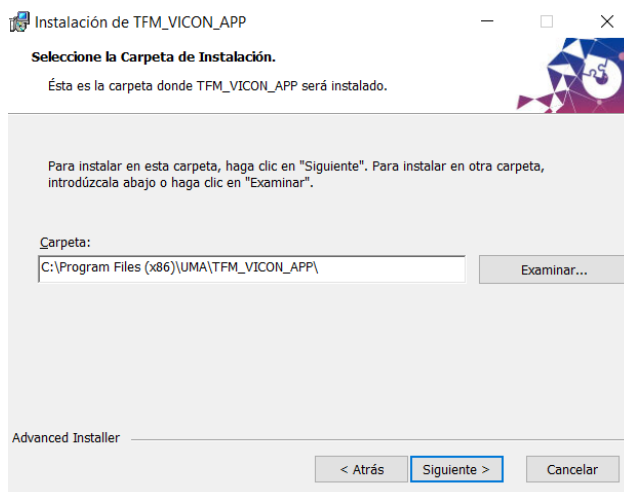 Instalación de TFM_VICON_APP
Seleccione la Carpeta de Instalación.
Ésta es la carpeta donde TFM_VICON_APP será instalado.
Para instalar en esta carpeta, haga clic en "Siguiente". Para instalar en otra carpeta,
introdúzcala abajo o haga clic en "Examinar".
Carpeta:
C:\Program Files (x86)\UMA\TFM_VICON_APP\
Examinar...
Advanced Installer
< Atrás
Siguiente >
Cancelar